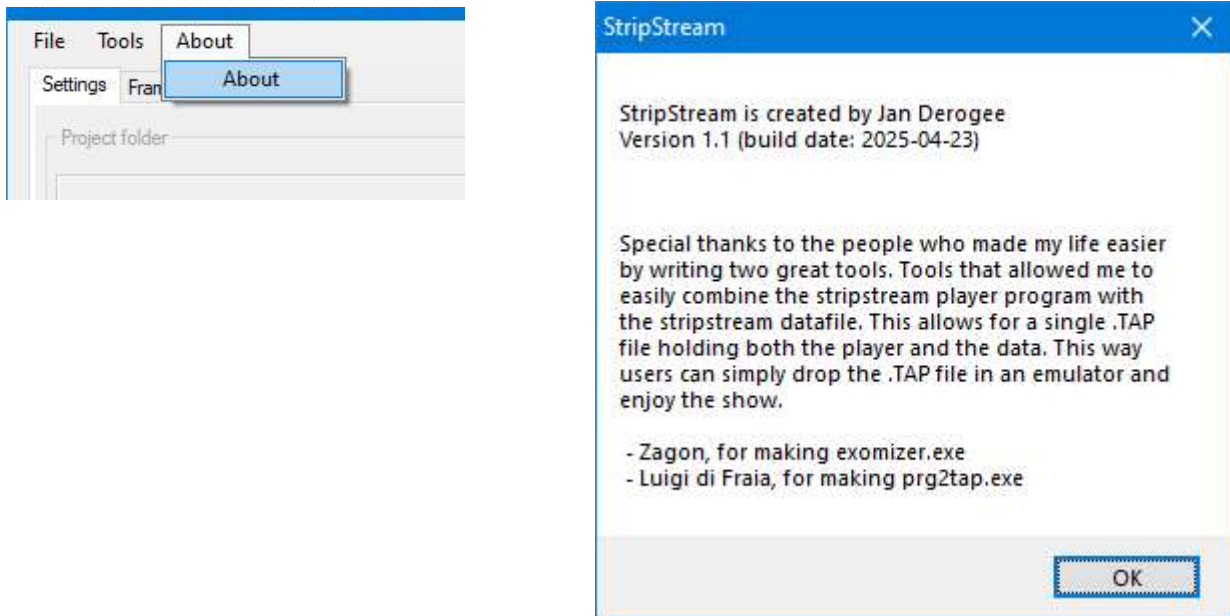 File Tools About
About
Settings Fram
Project folder
StripStream
StripStream is created by Jan Derogee
Version 1.1 (build date: 2025-04-23)
Special thanks to the people who made my life easier
by writing two great tools. Tools that allowed me to
easily combine the stripstream player program with
the stripstream datafile. This allows for a single .TAP
file holding both the player and the data. This way
users can simply drop the .TAP file in an emulator and
enjoy the show.
- Zagon, for making exomizer.exe
- Luigi di Fraia, for making prg2tap.exe
OK